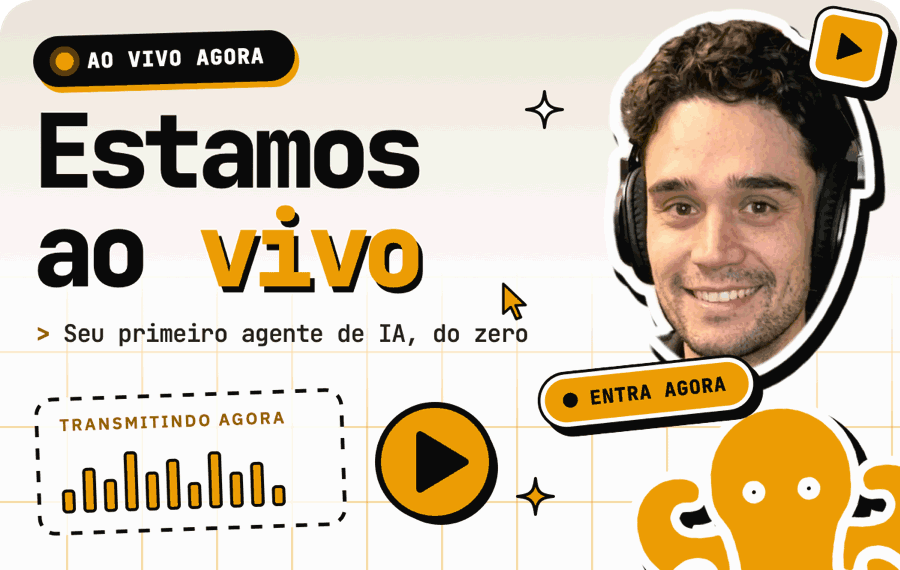 AO VIVO AGORA
Estamos
ao vivo
> Seu primeiro agente de IA, do zero
ENTRA AGORA
TRANSMITINDO AGORA